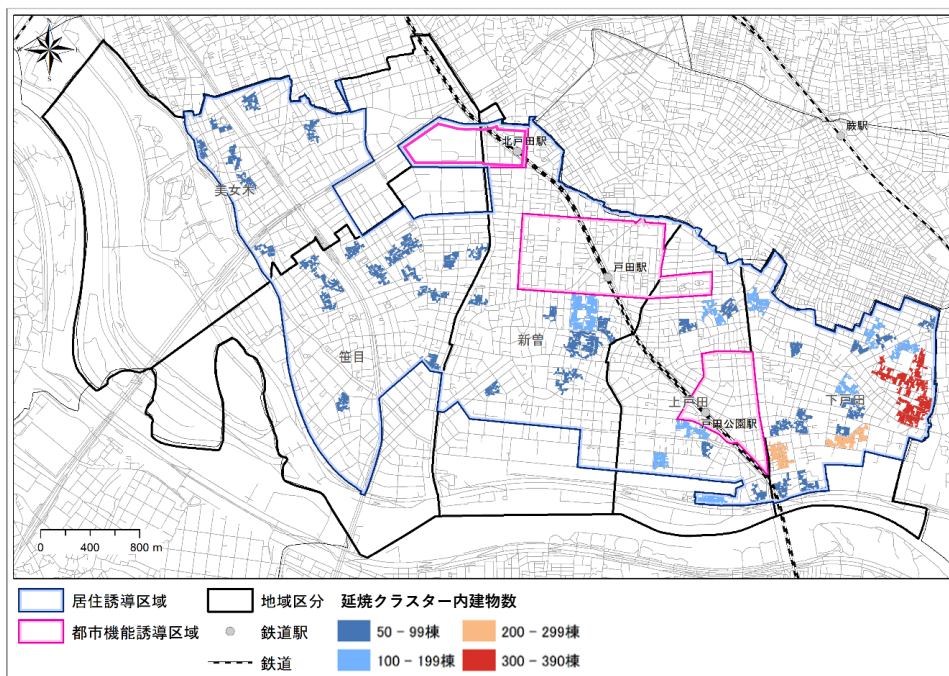 N
W
E
S
蕨駅
北戸田駅
美女木
戸田駅
新曽
笹目
上戸田
下戸田
戸田公園駅
0 400 800 m
居住誘導区域 地域区分 延焼クラスター内建物数
都市機能誘導区域 鉄道駅 50 - 99棟 200 - 299棟
鉄道 100 - 199棟 300 - 390棟